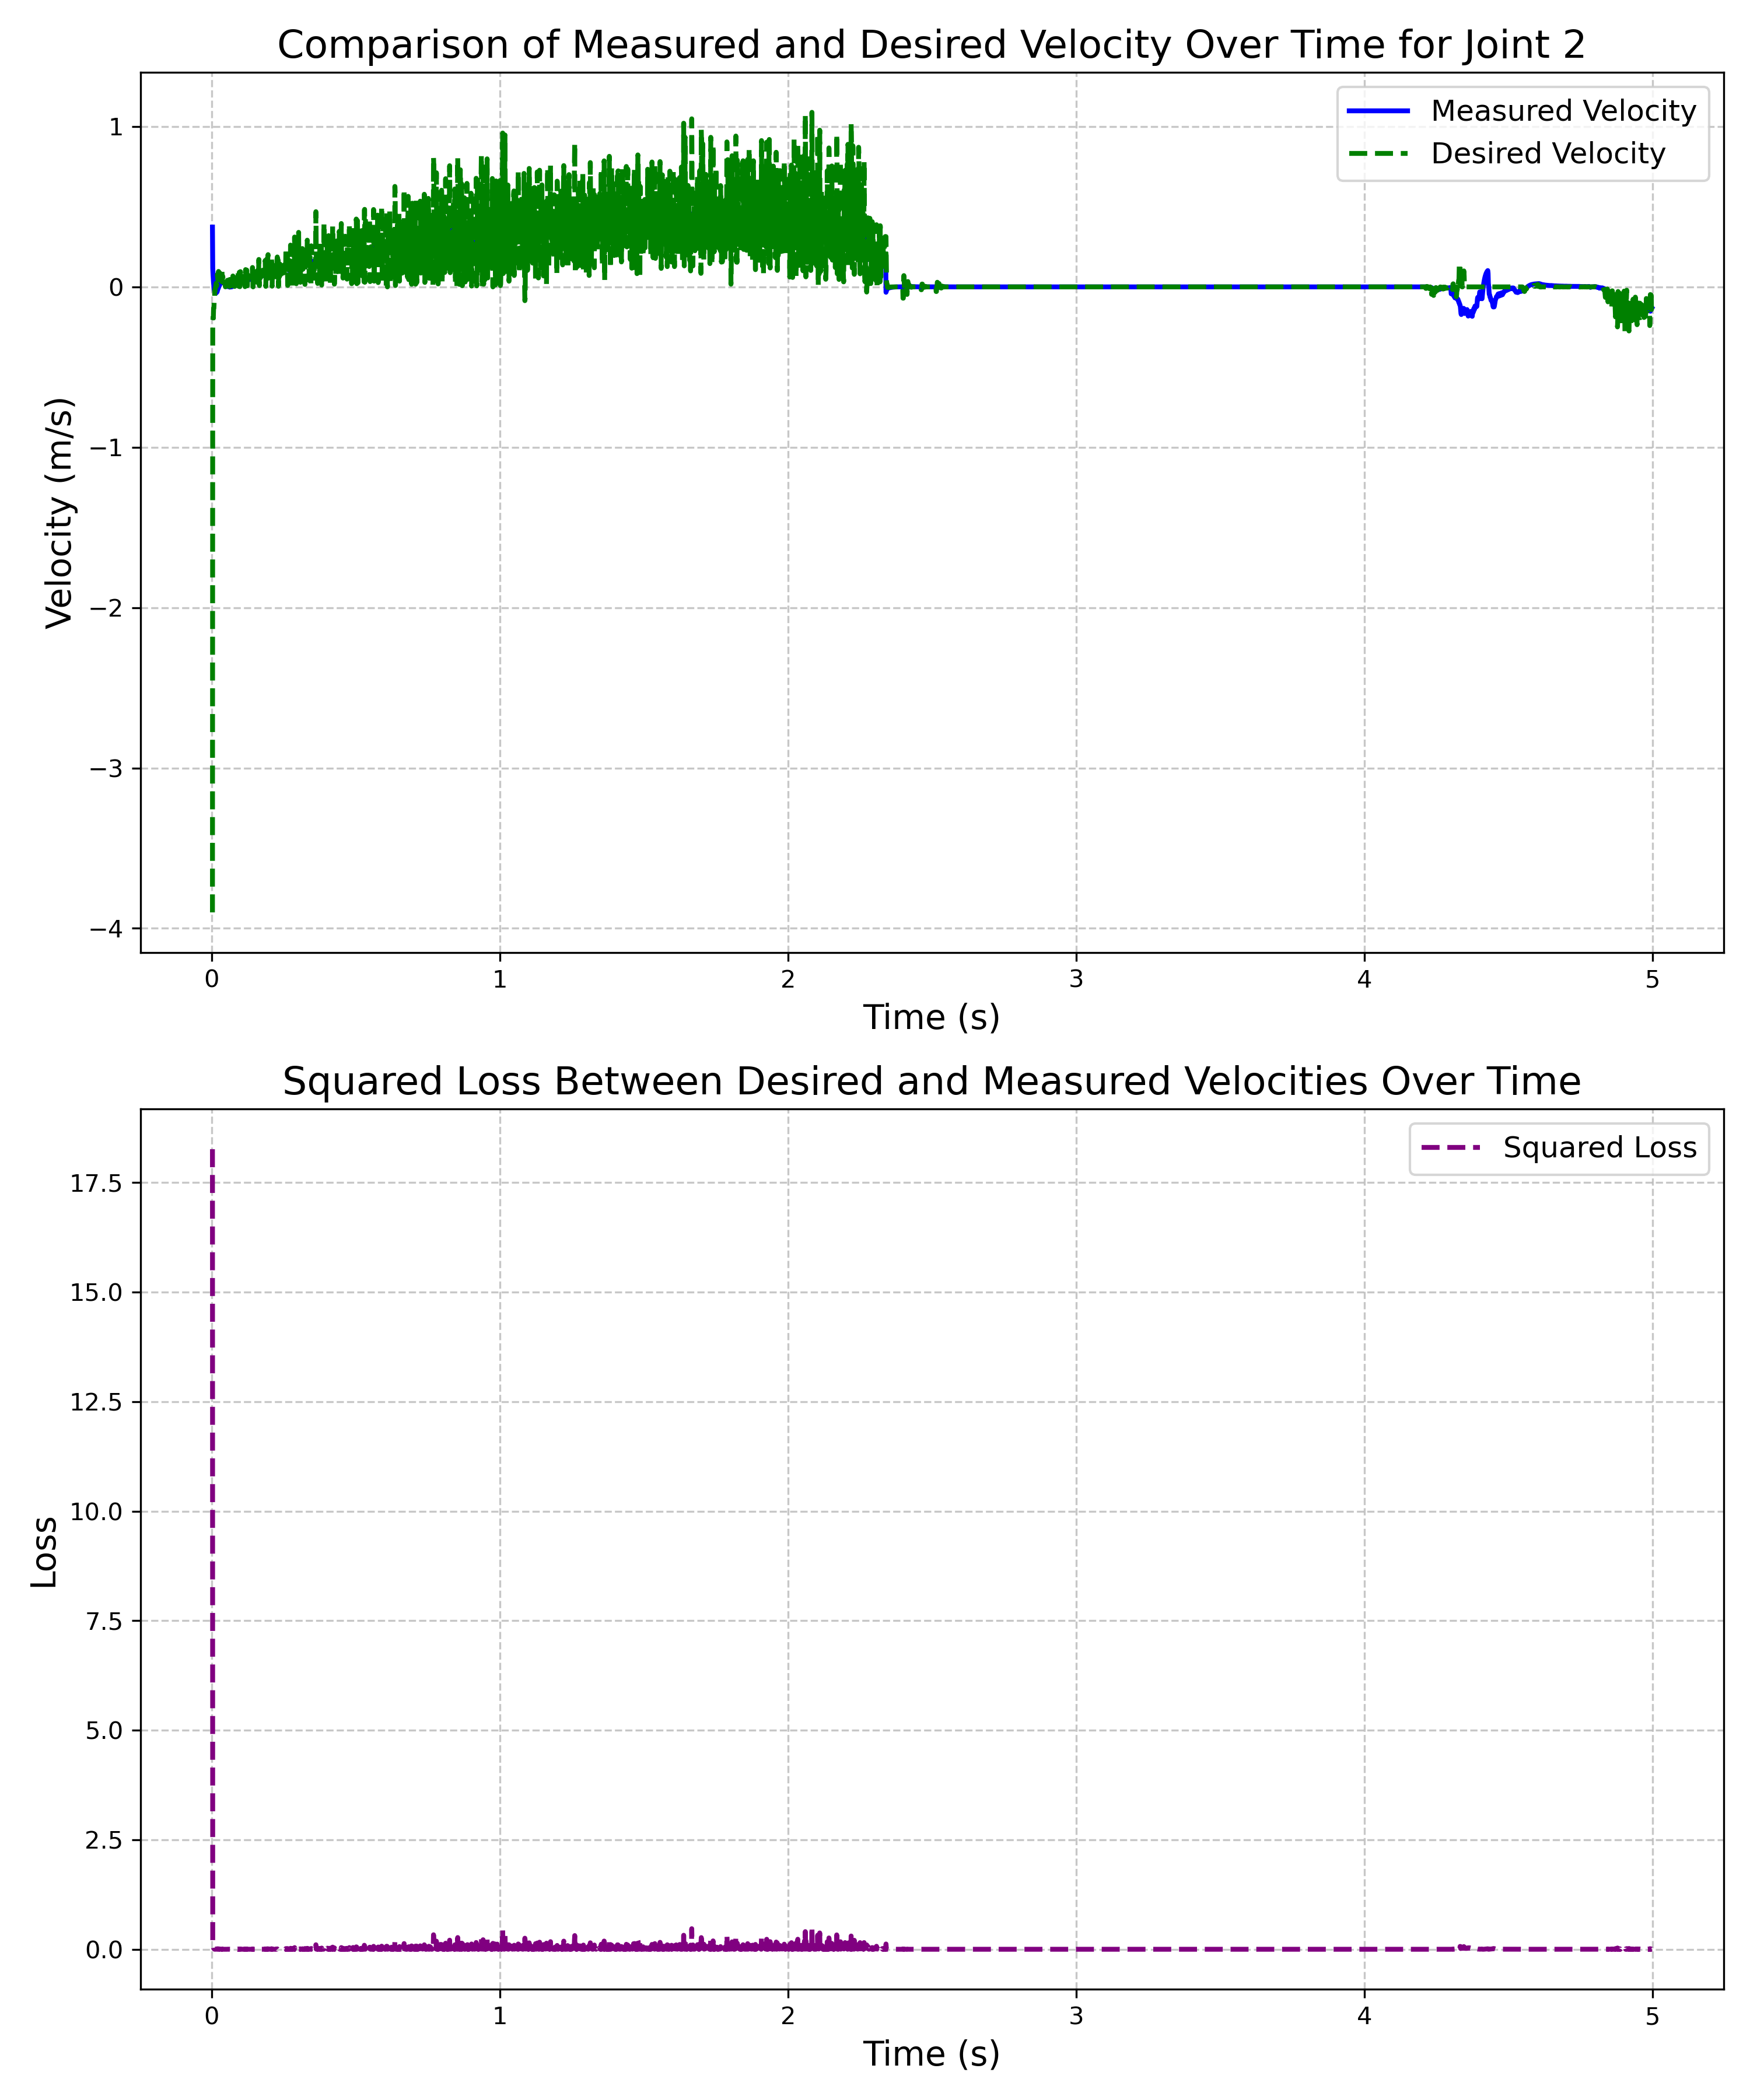 Comparison of Measured and Desired Velocity Over Time for Joint 2
Measured Velocity
Desired Velocity
Velocity (m/s)
1
0
−1
−2
−3
−4
0 1 2 3 4 5
Time (s)
Squared Loss Between Desired and Measured Velocities Over Time
Squared Loss
Loss
17.5
15.0
12.5
10.0
7.5
5.0
2.5
0.0
0 1 2 3 4 5
Time (s)